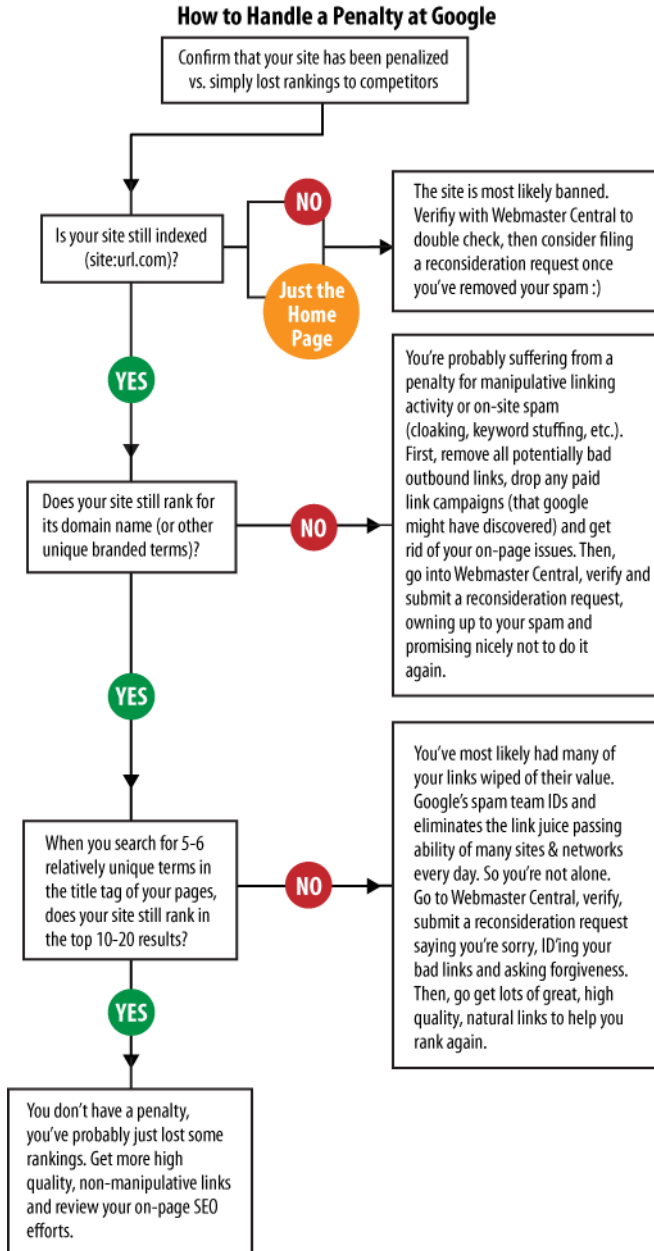 How to Handle a Penalty at Google
Confirm that your site has been penalized
vs. simply lost rankings to competitors
Is your site still indexed
(site:url.com)?
NO
Just the
Home
Page
The site is most likely banned.
Verifiy with Webmaster Central to
double check, then consider filing
a reconsideration request once
you've removed your spam :)
YES
Does your site still rank for
its domain name (or other
unique branded terms)?
NO
You're probably suffering from a
penalty for manipulative linking
activity or on-site spam
(cloaking, keyword stuffing, etc.).
First, remove all potentially bad
outbound links, drop any paid
link campaigns (that google
might have discovered) and get
rid of your on-page issues. Then,
go into Webmaster Central, verify and
submit a reconsideration request,
owning up to your spam and
promising nicely not to do it
again.
YES
When you search for 5-6
relatively unique terms in
the title tag of your pages,
does your site still rank in
the top 10-20 results?
NO
You've most likely had many of
your links wiped of their value.
Google's spam team IDs and
eliminates the link juice passing
ability of many sites & networks
every day. So you're not alone.
Go to Webmaster Central, verify,
submit a reconsideration request
saying you're sorry, ID'ing your
bad links and asking forgiveness.
Then, go get lots of great, high
quality, natural links to help you
rank again.
YES
You don't have a penalty,
you've probably just lost some
rankings. Get more high
quality, non-manipulative links
and review your on-page SEO
efforts.